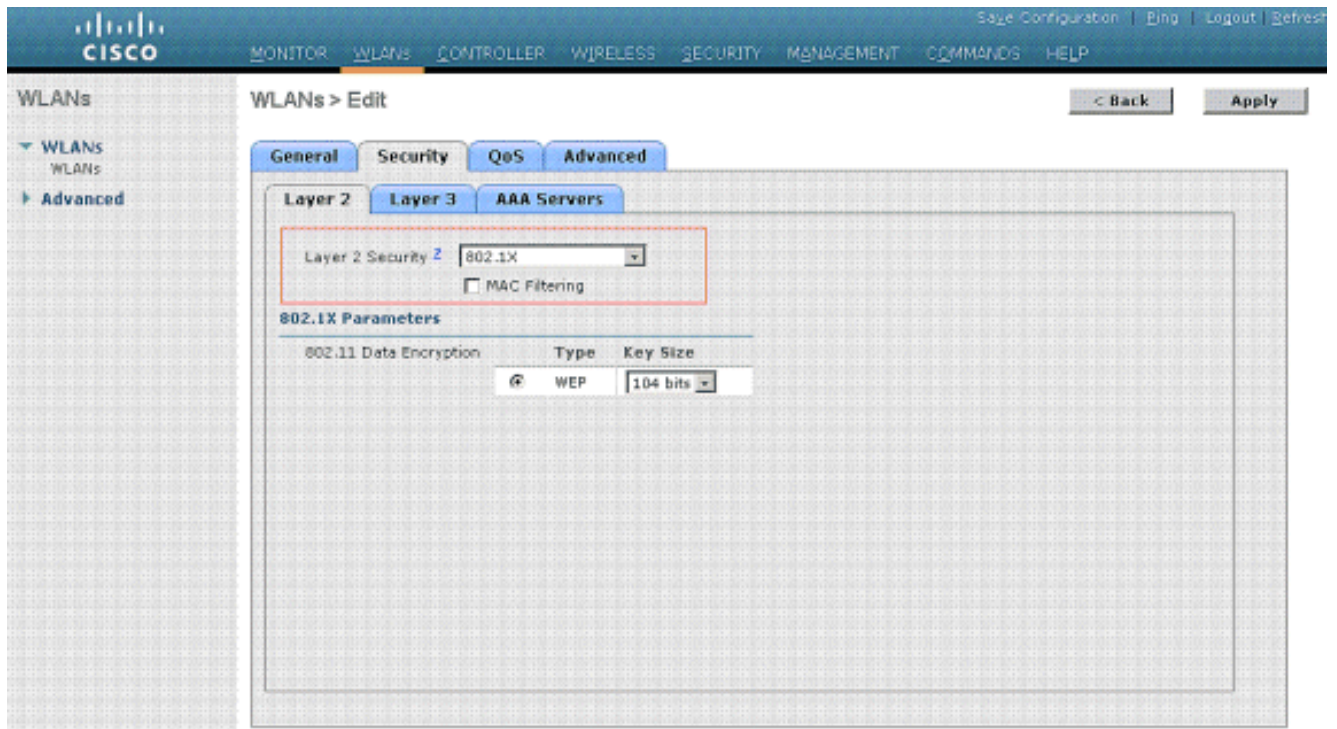 Save Configuration | Ping | Logout | Refresh
CISCO
MONITOR WLANs CONTROLLER WIRELESS SECURITY MANAGEMENT COMMANDS HELP
WLANs
WLANs > Edit
< Back
Apply
WLANs
WLANs
Advanced
General Security QoS Advanced
Layer 2 Layer 3 AAA Servers
Layer 2 Security 2 802.1X
MAC Filtering
802.1X Parameters
802.11 Data Encryption Type Key Size
WEP 104 bits